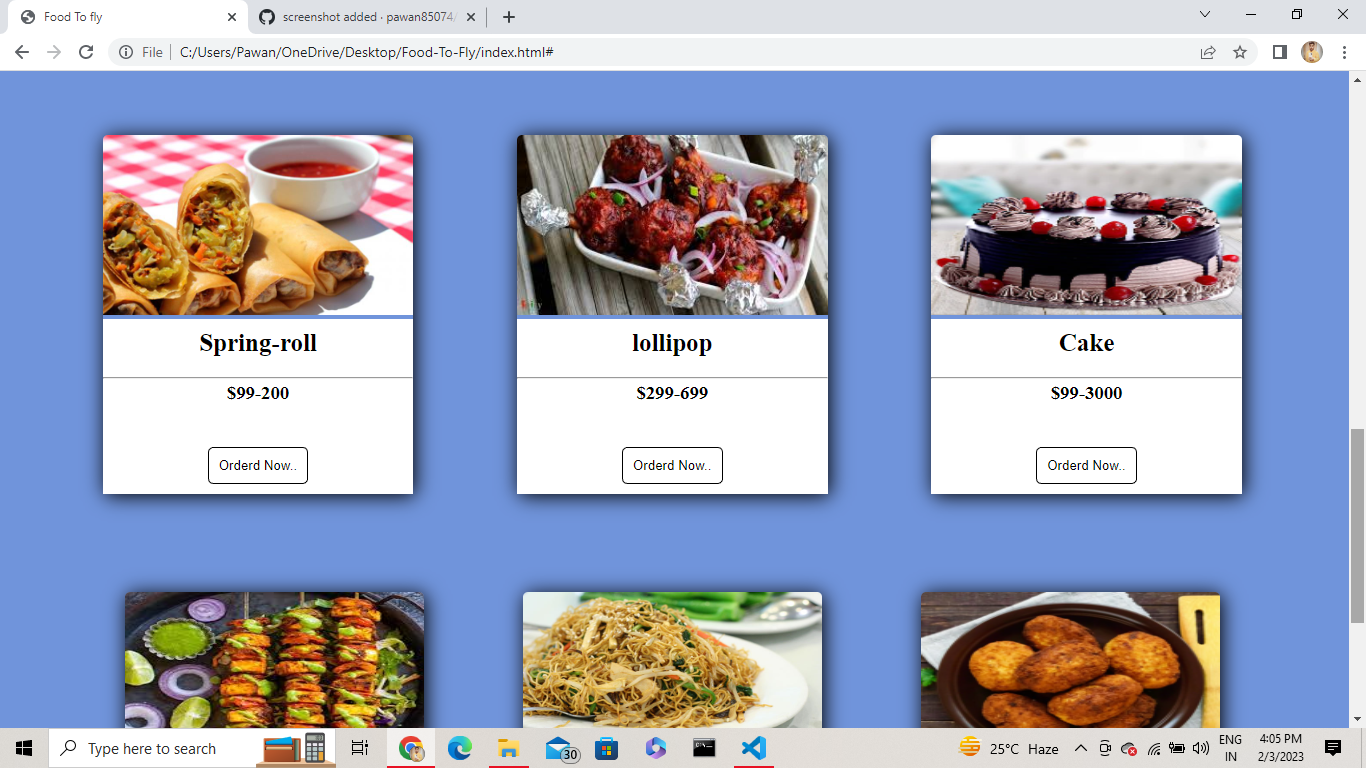 Food To fly
screenshot added · pawan85074/
File
C:/Users/Pawan/OneDrive/Desktop/Food-To-Fly/index.html#
Spring-roll
lollipop
Cake
$99-200
$299-699
$99-3000
Orderd Now..
Orderd Now..
Orderd Now..
Type here to search
30
25°C Haze
ENG
IN
4:05 PM
2/3/2023